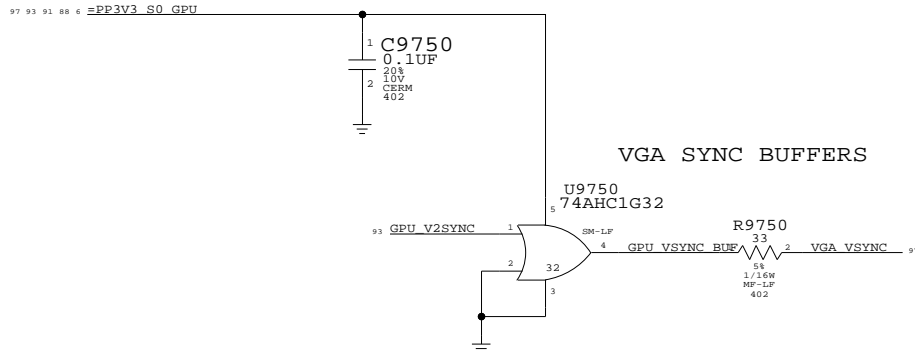 97 93 91 88 6 =PP3V3_S0_GPU
1 C9750
0.1UF
20%
10V
2 CERM
402
VGA SYNC BUFFERS
U9750
5 74AHC1G32
R9750
93 GPU_V2SYNC 1 SM-LF 33
4 GPU_VSYNC_BUF 2 VGA_VSYNC
2 32 5%
1/16W
3 MF-LF
402